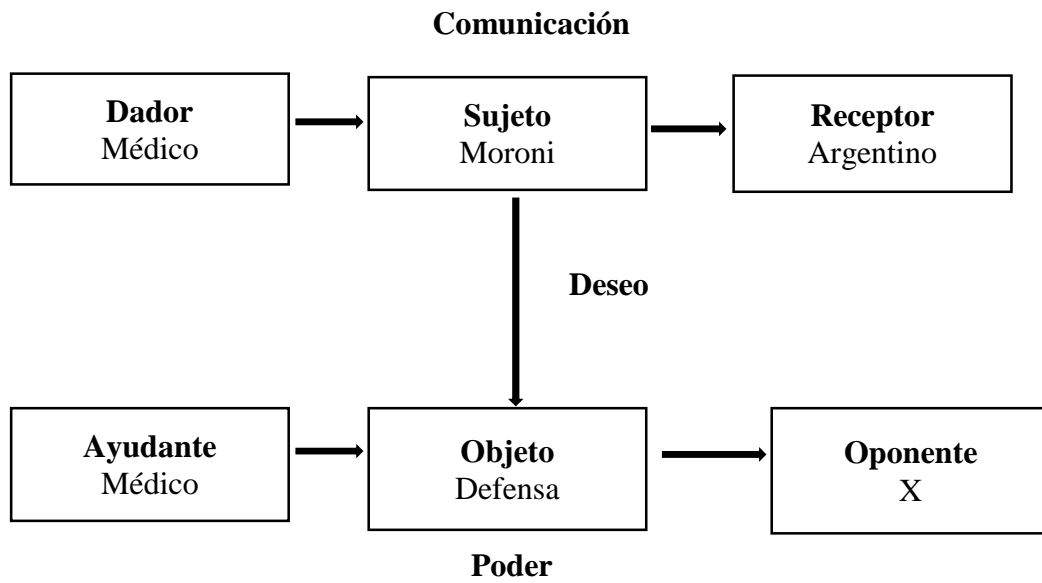 Comunicación
Dador
Médico
Sujeto
Moroni
Receptor
Argentino
Deseo
Ayudante
Médico
Objeto
Defensa
Oponente
X
Poder